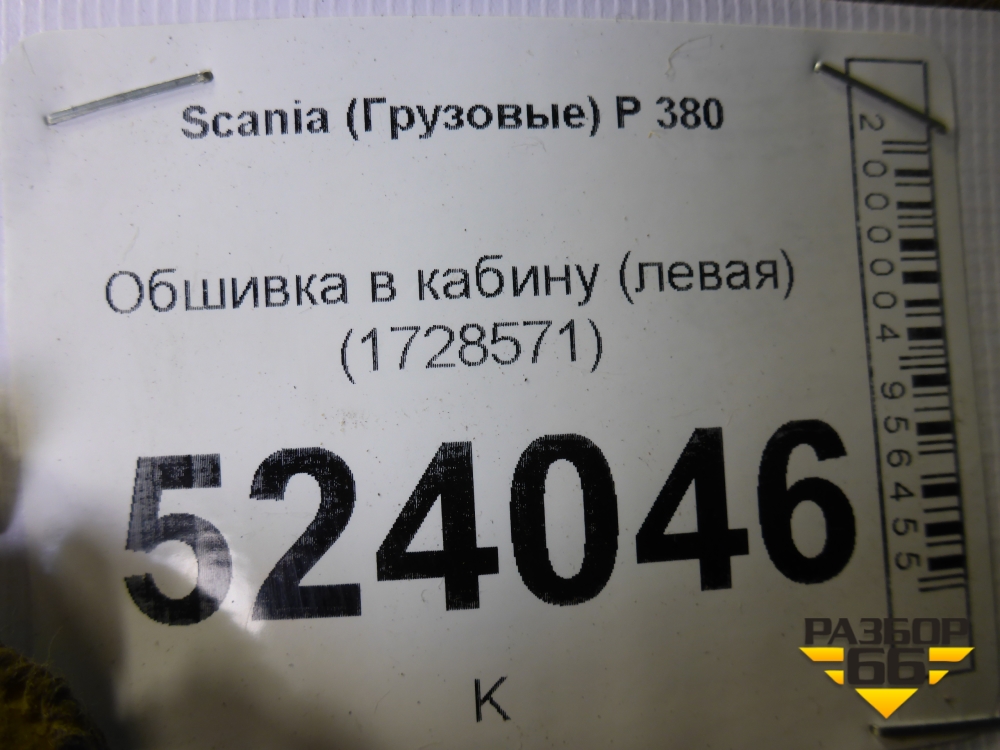 Scania (Грузовые) P 380
Обшивка в кабину (левая)
(1728571)
524046
К
2000004956455
РАЗБОР
66